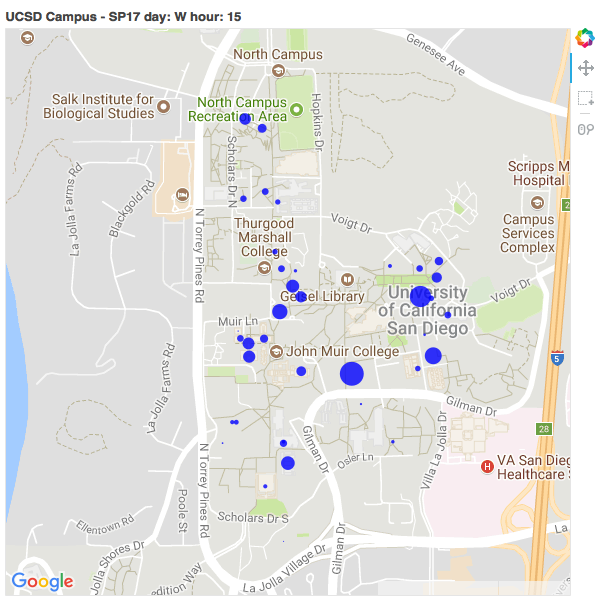 UCSD Campus - SP17 day: W hour: 15
Genesee Ave
North Campus
Salk Institute for
Biological Studies
North Campus
Recreation Area
Hopkins Dr
Scholars Dr N
Scripps M
Hospital
La Jolla Farms Rd
Blackgold Rd
N Torrey Pines Rd
Voigt Dr
Campus
Services
Complex
Thurgood
Marshall
College
Geisel Library
University
of California
San Diego
Voigt Dr
Muir Ln
John Muir College
5
La Jolla Farms Rd
Gilman Dr
28
Villa La Jolla Dr
Gilman Dr
Osler Ln
VA San Dieg
Healthcare S
H
N Torrey Pines Rd
Poole St
Ellentown Rd
Scholars Dr S
La Jolla Shores Dr
Gilman Dr
La Jolla Village Dr
La
edition Way
Google